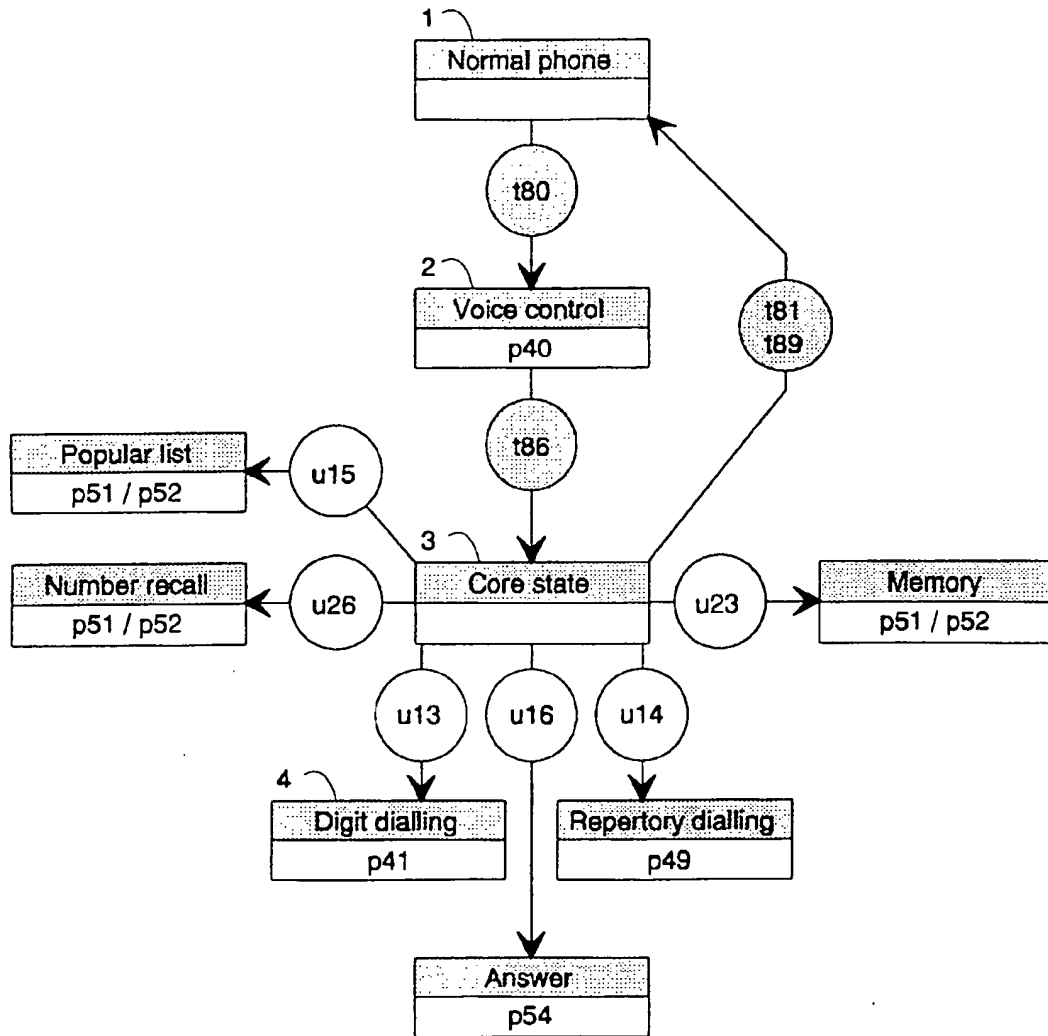 1
Normal phone
t80
2
Voice control
p40
t81
t89
t86
Popular list
p51 / p52
u15
3
Core state
Number recall
p51 / p52
u26
u23
Memory
p51 / p52
u13
u16
u14
4
Digit dialling
p41
Repertory dialling
p49
Answer
p54